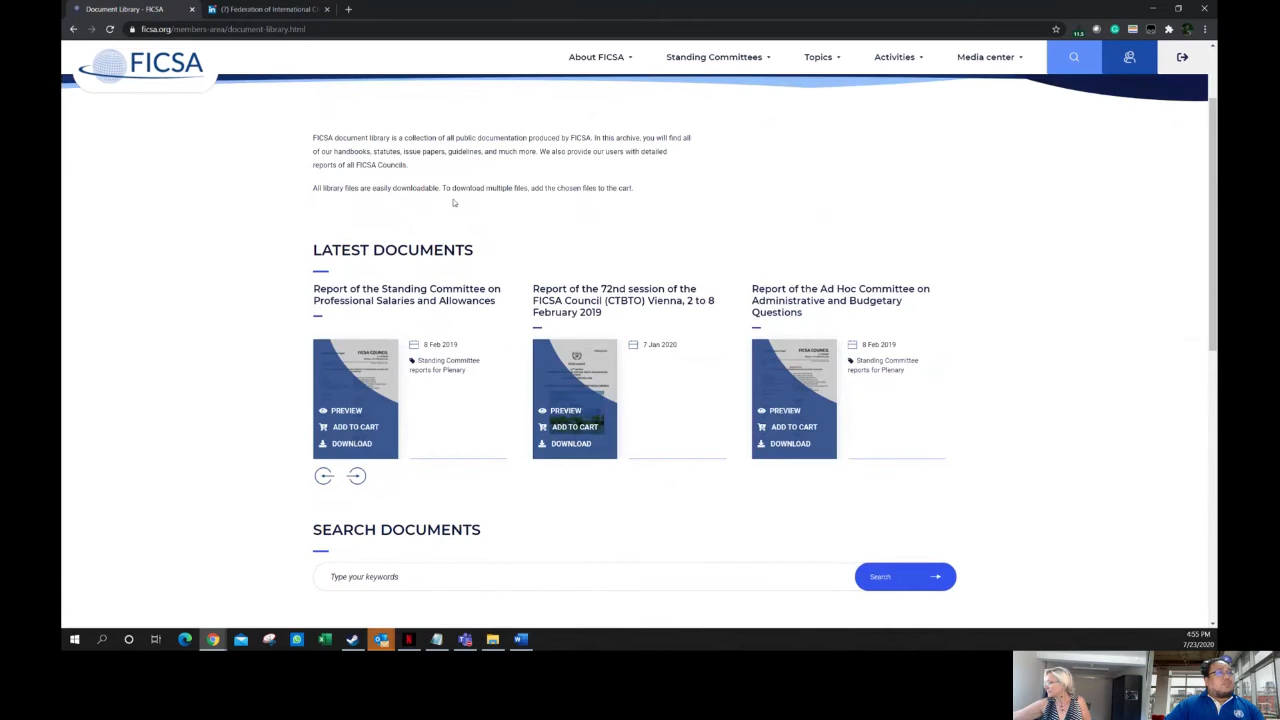 Document Library - FICSA
(7) Federation of International C
ficsa.org/members-area/document-library.html
11.5
FICSA
About FICSA
Standing Committees
Topics
Activities
Media center
FICSA document library is a collection of all public documentation produced by FICSA. In this archive, you will find all
of our handbooks, statutes, issue papers, guidelines, and much more. We also provide our users with detailed
reports of all FICSA Councils.
All library files are easily downloadable. To download multiple files, add the chosen files to the cart.
LATEST DOCUMENTS
Report of the Standing Committee on
Professional Salaries and Allowances
8 Feb 2019
Standing Committee
reports for Plenary
FICSA COUNCIL
PREVIEW
ADD TO CART
DOWNLOAD
Report of the 72nd session of the
FICSA Council (CTBTO) Vienna, 2 to 8
February 2019
7 Jan 2020
PREVIEW
ADD TO CART
DOWNLOAD
Report of the Ad Hoc Committee on
Administrative and Budgetary
Questions
8 Feb 2019
Standing Committee
reports for Plenary
FICSA COUNCIL
PREVIEW
ADD TO CART
DOWNLOAD
SEARCH DOCUMENTS
Type your keywords
Search
4:55 PM
7/23/2020